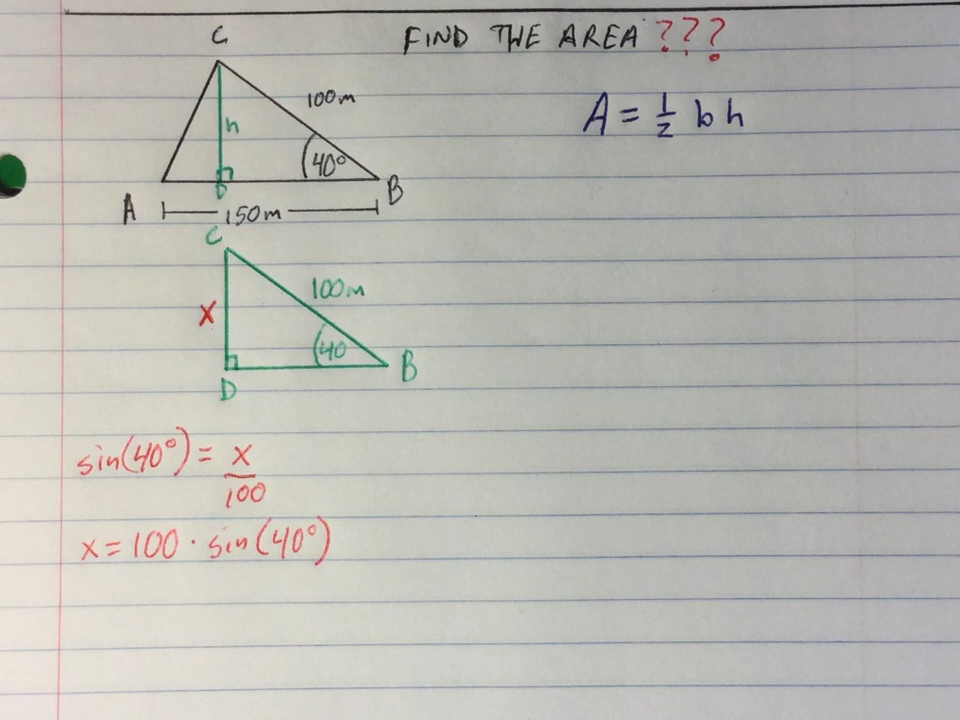 FIND THE AREA ???
C
100m
h
40°
D
A
B
150m
A = 1/2 b h
C
100m
x
40
B
D
sin(40°) = x/100
x = 100 · sin(40°)